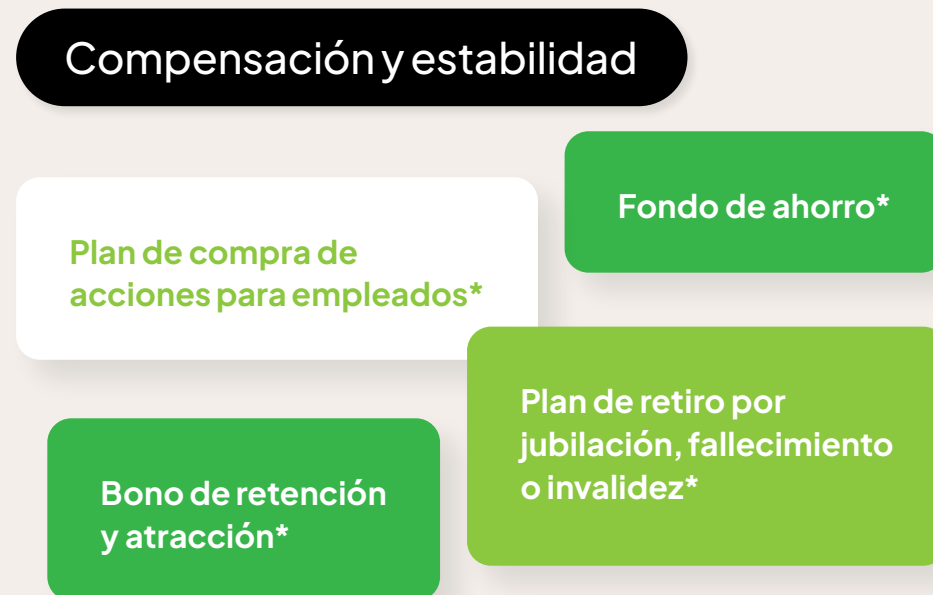 Compensación y estabilidad
Fondo de ahorro*
Plan de compra de
acciones para empleados*
Plan de retiro por
jubilación, fallecimiento
o invalidez*
Bono de retención
y atracción*